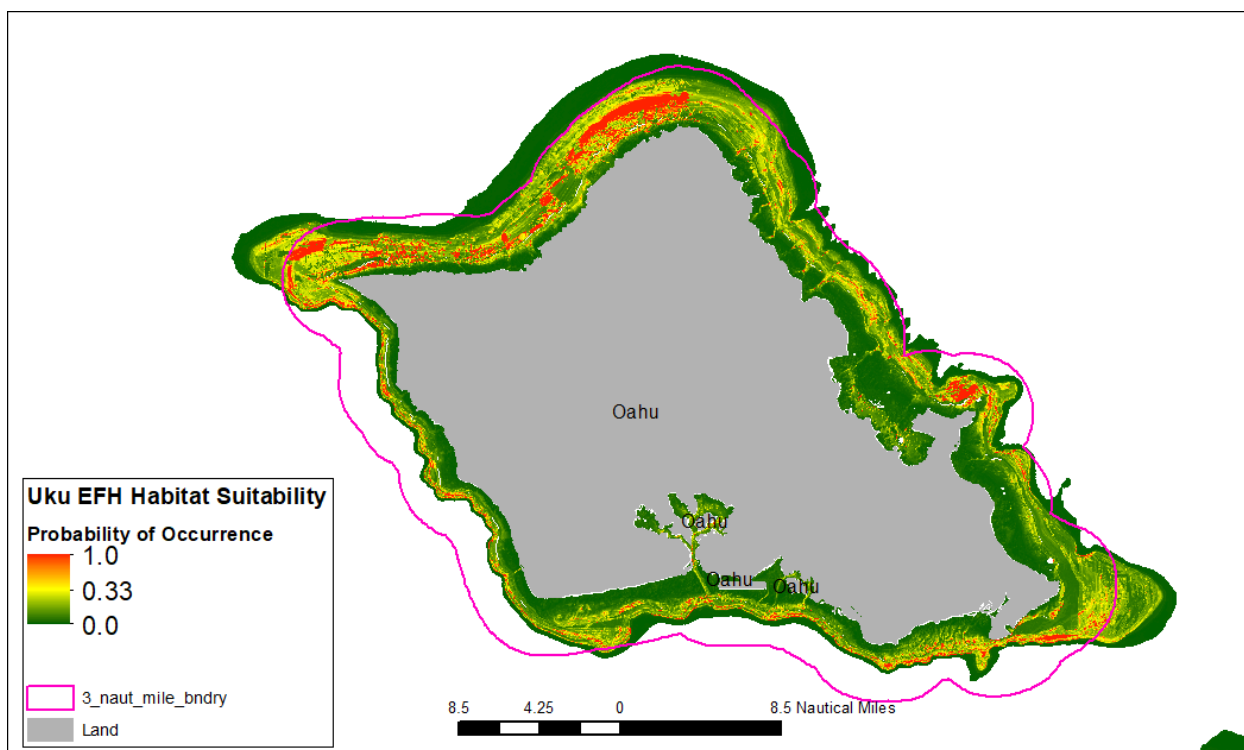 Oahu
Oahu
Oahu
Oahu
Uku EFH Habitat Suitability
Probability of Occurrence
1.0
0.33
0.0
3_naut_mile_bndry
Land
8.5 4.25 0 8.5 Nautical Miles